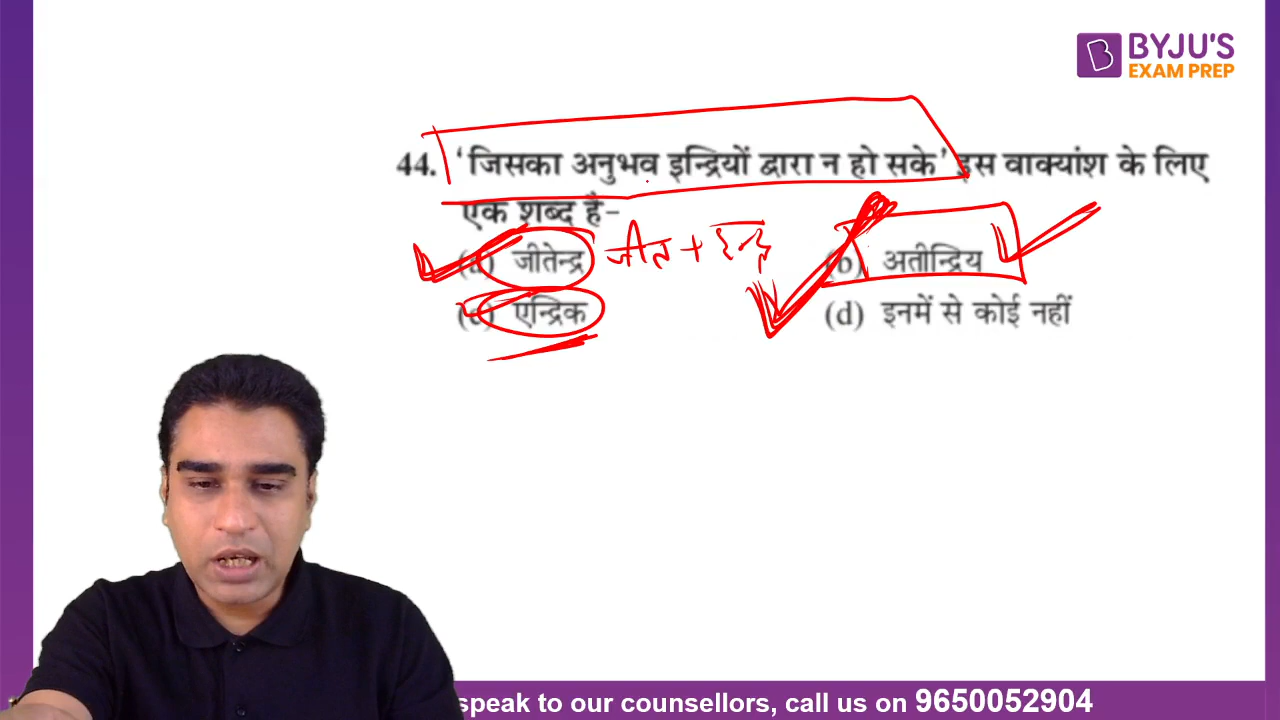 BYJU'S
EXAM PREP
44. 'जिसका अनुभव इन्द्रियों द्वारा न हो सके' इस वाक्यांश के लिए
एक शब्द है-
(a) जीतेन्द्र
(b) अतीन्द्रिय
(c) एन्द्रिक
(d) इनमें से कोई नहीं
speak to our counsellors, call us on 9650052904